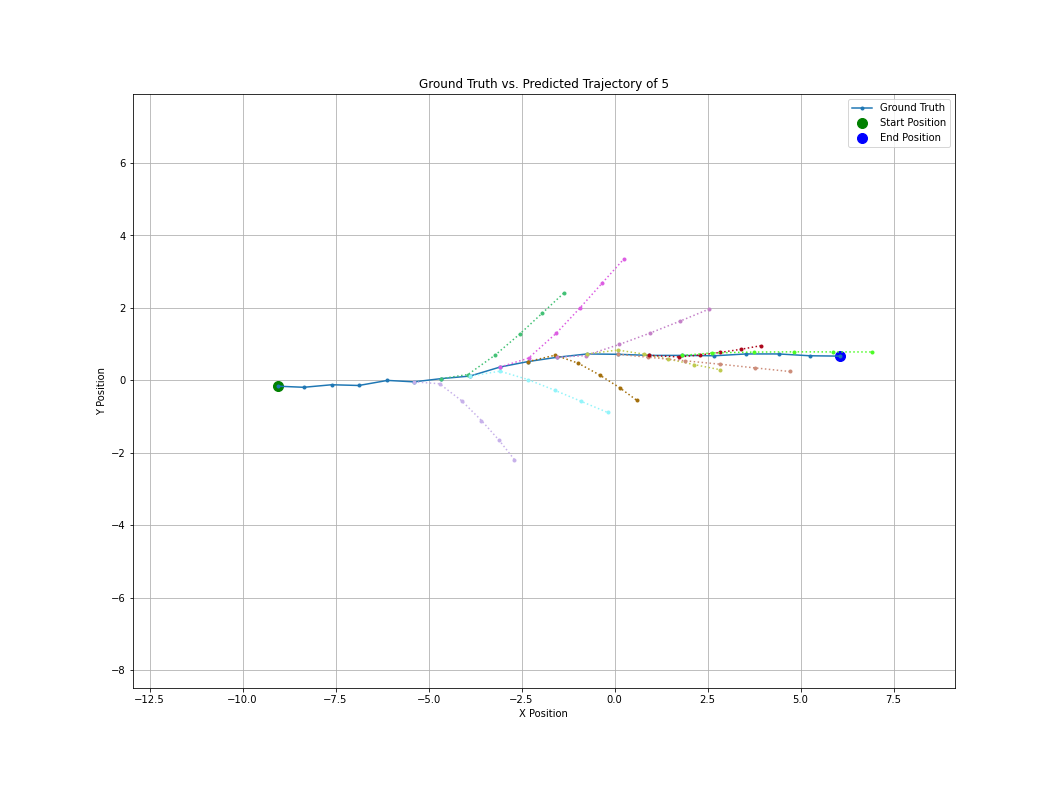 Ground Truth vs. Predicted Trajectory of 5
Ground Truth
Start Position
End Position
6
4
2
0
−2
−4
−6
−8
Y Position
−12.5 −10.0 −7.5 −5.0 −2.5 0.0 2.5 5.0 7.5
X Position